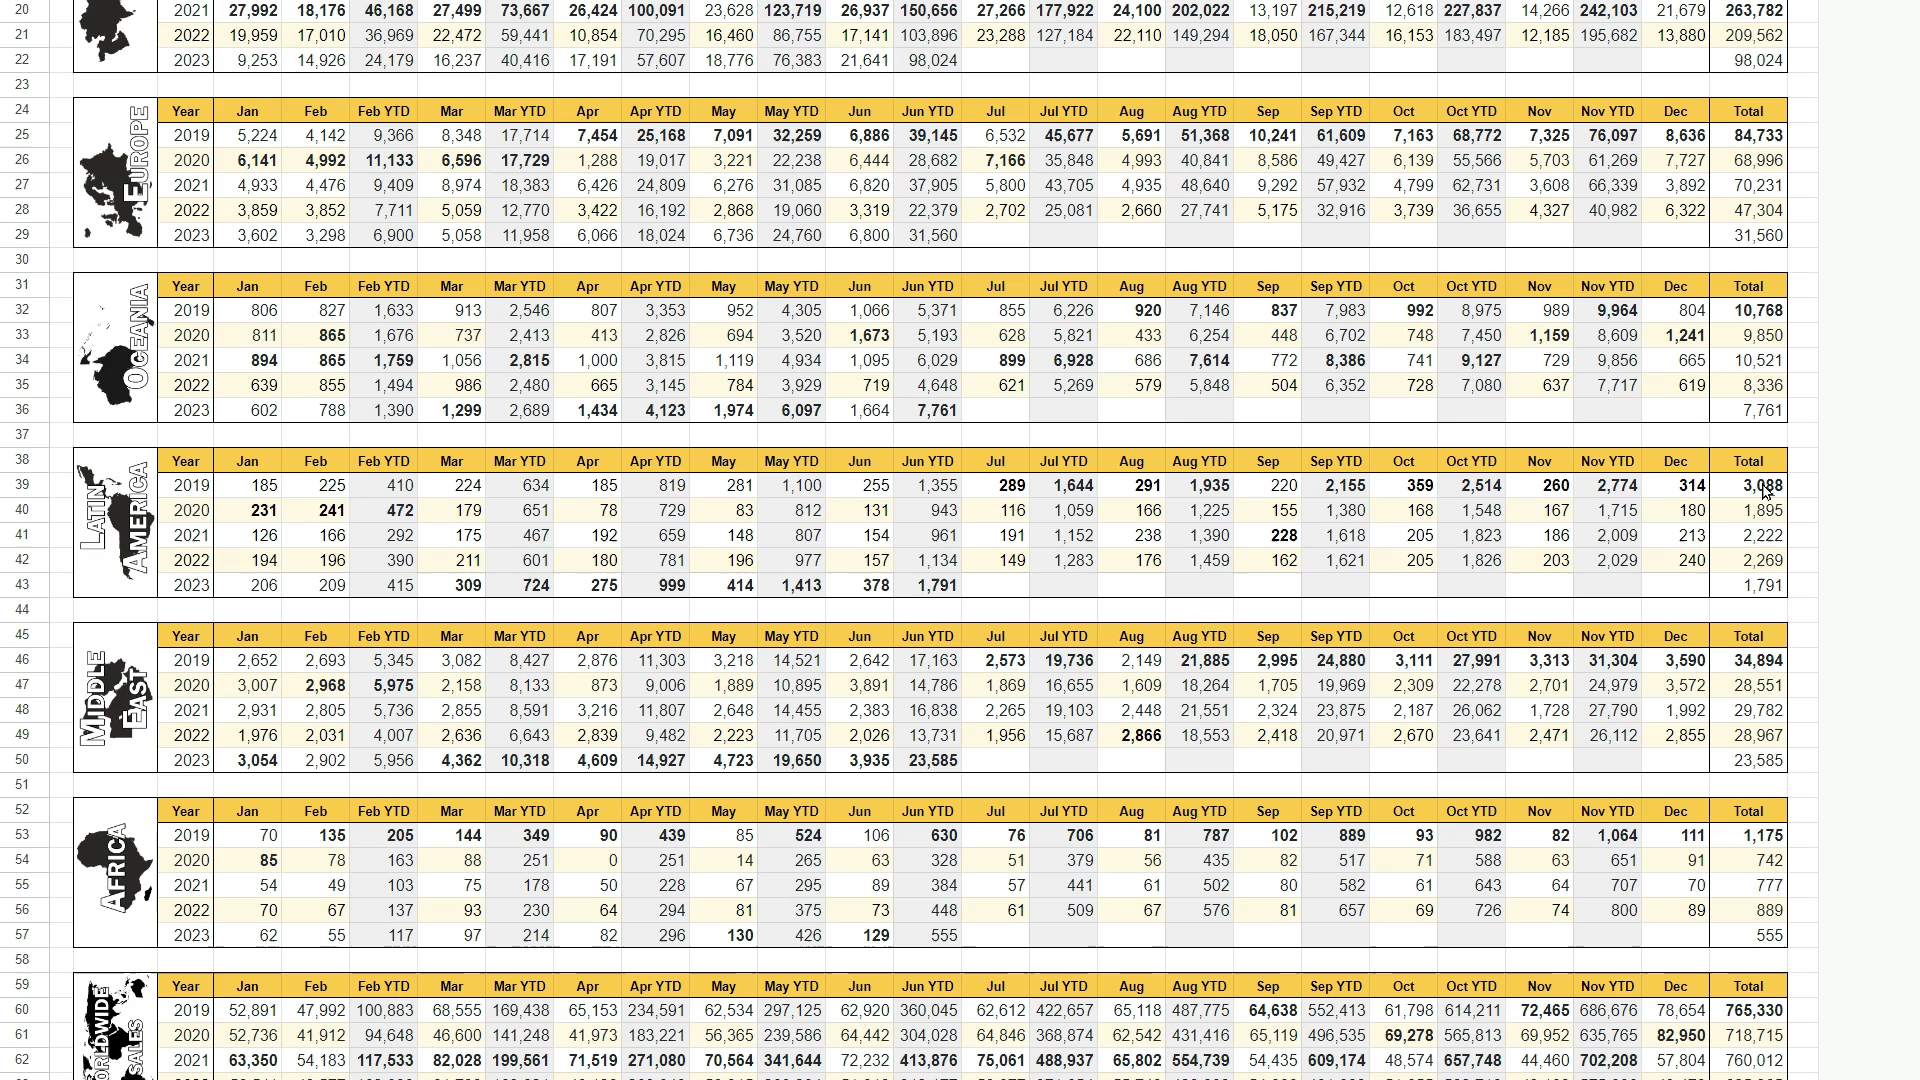 20 2021 27,992 18,176 46,168 27,499 73,667 26,424 100,091 23,628 123,719 26,937 150,656 27,266 177,922 24,100 202,022 13,197 215,219 12,618 227,837 14,266 242,103 21,679 263,782
21 2022 19,959 17,010 36,969 22,472 59,441 10,854 70,295 16,460 86,755 17,141 103,896 23,288 127,184 22,110 149,294 18,050 167,344 16,153 183,497 12,185 195,682 13,880 209,562
22 2023 9,253 14,926 24,179 16,237 40,416 17,191 57,607 18,776 76,383 21,641 98,024 98,024
23
EUROPE
24 Year Jan Feb Feb YTD Mar Mar YTD Apr Apr YTD May May YTD Jun Jun YTD Jul Jul YTD Aug Aug YTD Sep Sep YTD Oct Oct YTD Nov Nov YTD Dec Total
25 2019 5,224 4,142 9,366 8,348 17,714 7,454 25,168 7,091 32,259 6,886 39,145 6,532 45,677 5,691 51,368 10,241 61,609 7,163 68,772 7,325 76,097 8,636 84,733
26 2020 6,141 4,992 11,133 6,596 17,729 1,288 19,017 3,221 22,238 6,444 28,682 7,166 35,848 4,993 40,841 8,586 49,427 6,139 55,566 5,703 61,269 7,727 68,996
27 2021 4,933 4,476 9,409 8,974 18,383 6,426 24,809 6,276 31,085 6,820 37,905 5,800 43,705 4,935 48,640 9,292 57,932 4,799 62,731 3,608 66,339 3,892 70,231
28 2022 3,859 3,852 7,711 5,059 12,770 3,422 16,192 2,868 19,060 3,319 22,379 2,702 25,081 2,660 27,741 5,175 32,916 3,739 36,655 4,327 40,982 6,322 47,304
29 2023 3,602 3,298 6,900 5,058 11,958 6,066 18,024 6,736 24,760 6,800 31,560 31,560
30
OCEANIA
31 Year Jan Feb Feb YTD Mar Mar YTD Apr Apr YTD May May YTD Jun Jun YTD Jul Jul YTD Aug Aug YTD Sep Sep YTD Oct Oct YTD Nov Nov YTD Dec Total
32 2019 806 827 1,633 913 2,546 807 3,353 952 4,305 1,066 5,371 855 6,226 920 7,146 837 7,983 992 8,975 989 9,964 804 10,768
33 2020 811 865 1,676 737 2,413 413 2,826 694 3,520 1,673 5,193 628 5,821 433 6,254 448 6,702 748 7,450 1,159 8,609 1,241 9,850
34 2021 894 865 1,759 1,056 2,815 1,000 3,815 1,119 4,934 1,095 6,029 899 6,928 686 7,614 772 8,386 741 9,127 729 9,856 665 10,521
35 2022 639 855 1,494 986 2,480 665 3,145 784 3,929 719 4,648 621 5,269 579 5,848 504 6,352 728 7,080 637 7,717 619 8,336
36 2023 602 788 1,390 1,299 2,689 1,434 4,123 1,974 6,097 1,664 7,761 7,761
37
LATIN AMERICA
38 Year Jan Feb Feb YTD Mar Mar YTD Apr Apr YTD May May YTD Jun Jun YTD Jul Jul YTD Aug Aug YTD Sep Sep YTD Oct Oct YTD Nov Nov YTD Dec Total
39 2019 185 225 410 224 634 185 819 281 1,100 255 1,355 289 1,644 291 1,935 220 2,155 359 2,514 260 2,774 314 3,088
40 2020 231 241 472 179 651 78 729 83 812 131 943 116 1,059 166 1,225 155 1,380 168 1,548 167 1,715 180 1,895
41 2021 126 166 292 175 467 192 659 148 807 154 961 191 1,152 238 1,390 228 1,618 205 1,823 186 2,009 213 2,222
42 2022 194 196 390 211 601 180 781 196 977 157 1,134 149 1,283 176 1,459 162 1,621 205 1,826 203 2,029 240 2,269
43 2023 206 209 415 309 724 275 999 414 1,413 378 1,791 1,791
44
MIDDLE EAST
45 Year Jan Feb Feb YTD Mar Mar YTD Apr Apr YTD May May YTD Jun Jun YTD Jul Jul YTD Aug Aug YTD Sep Sep YTD Oct Oct YTD Nov Nov YTD Dec Total
46 2019 2,652 2,693 5,345 3,082 8,427 2,876 11,303 3,218 14,521 2,642 17,163 2,573 19,736 2,149 21,885 2,995 24,880 3,111 27,991 3,313 31,304 3,590 34,894
47 2020 3,007 2,968 5,975 2,158 8,133 873 9,006 1,889 10,895 3,891 14,786 1,869 16,655 1,609 18,264 1,705 19,969 2,309 22,278 2,701 24,979 3,572 28,551
48 2021 2,931 2,805 5,736 2,855 8,591 3,216 11,807 2,648 14,455 2,383 16,838 2,265 19,103 2,448 21,551 2,324 23,875 2,187 26,062 1,728 27,790 1,992 29,782
49 2022 1,976 2,031 4,007 2,636 6,643 2,839 9,482 2,223 11,705 2,026 13,731 1,956 15,687 2,866 18,553 2,418 20,971 2,670 23,641 2,471 26,112 2,855 28,967
50 2023 3,054 2,902 5,956 4,362 10,318 4,609 14,927 4,723 19,650 3,935 23,585 23,585
51
AFRICA
52 Year Jan Feb Feb YTD Mar Mar YTD Apr Apr YTD May May YTD Jun Jun YTD Jul Jul YTD Aug Aug YTD Sep Sep YTD Oct Oct YTD Nov Nov YTD Dec Total
53 2019 70 135 205 144 349 90 439 85 524 106 630 76 706 81 787 102 889 93 982 82 1,064 111 1,175
54 2020 85 78 163 88 251 0 251 14 265 63 328 51 379 56 435 82 517 71 588 63 651 91 742
55 2021 54 49 103 75 178 50 228 67 295 89 384 57 441 61 502 80 582 61 643 64 707 70 777
56 2022 70 67 137 93 230 64 294 81 375 73 448 61 509 67 576 81 657 69 726 74 800 89 889
57 2023 62 55 117 97 214 82 296 130 426 129 555 555
58
SALES
59 Year Jan Feb Feb YTD Mar Mar YTD Apr Apr YTD May May YTD Jun Jun YTD Jul Jul YTD Aug Aug YTD Sep Sep YTD Oct Oct YTD Nov Nov YTD Dec Total
60 2019 52,891 47,992 100,883 68,555 169,438 65,153 234,591 62,534 297,125 62,920 360,045 62,612 422,657 65,118 487,775 64,638 552,413 61,798 614,211 72,465 686,676 78,654 765,330
61 2020 52,736 41,912 94,648 46,600 141,248 41,973 183,221 56,365 239,586 64,442 304,028 64,846 368,874 62,542 431,416 65,119 496,535 69,278 565,813 69,952 635,765 82,950 718,715
62 2021 63,350 54,183 117,533 82,028 199,561 71,519 271,080 70,564 341,644 72,232 413,876 75,061 488,937 65,802 554,739 54,435 609,174 48,574 657,748 44,460 702,208 57,804 760,012